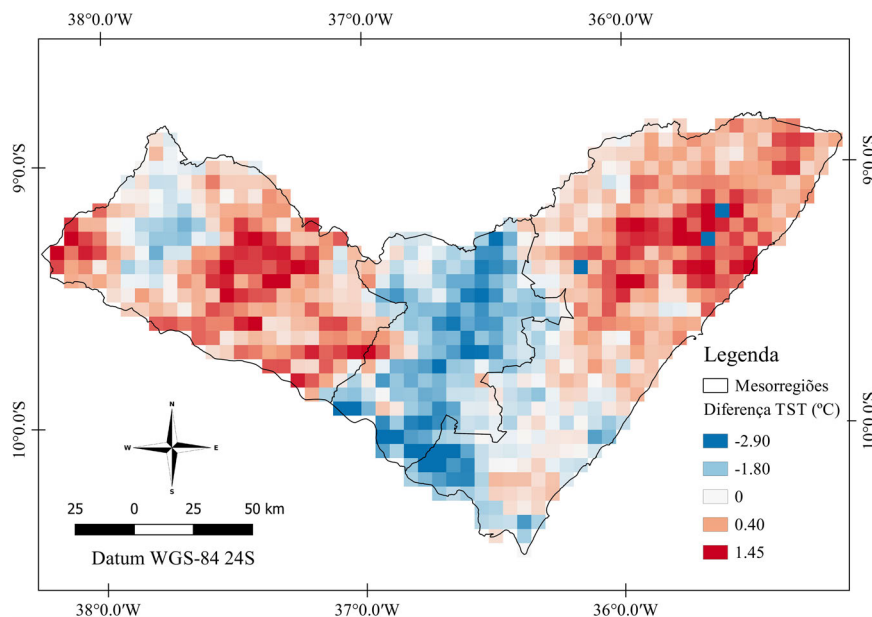 38°0.0'W 37°0.0'W 36°0.0'W
9°0.0'S 9°0.0'S
10°0.0'S 10°0.0'S
Legenda
Mesorregiões
Diferença TST (ºC)
-2.90
-1.80
0
0.40
1.45
N
W E
S
25 0 25 50 km
Datum WGS-84 24S
38°0.0'W 37°0.0'W 36°0.0'W